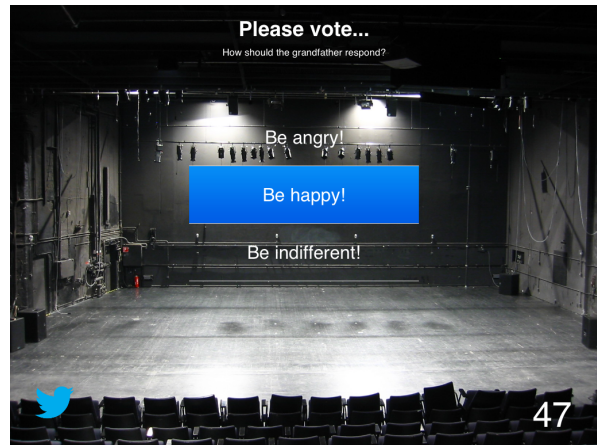 Please vote...
How should the grandfather respond?
Be angry!
Be happy!
Be indifferent!
47